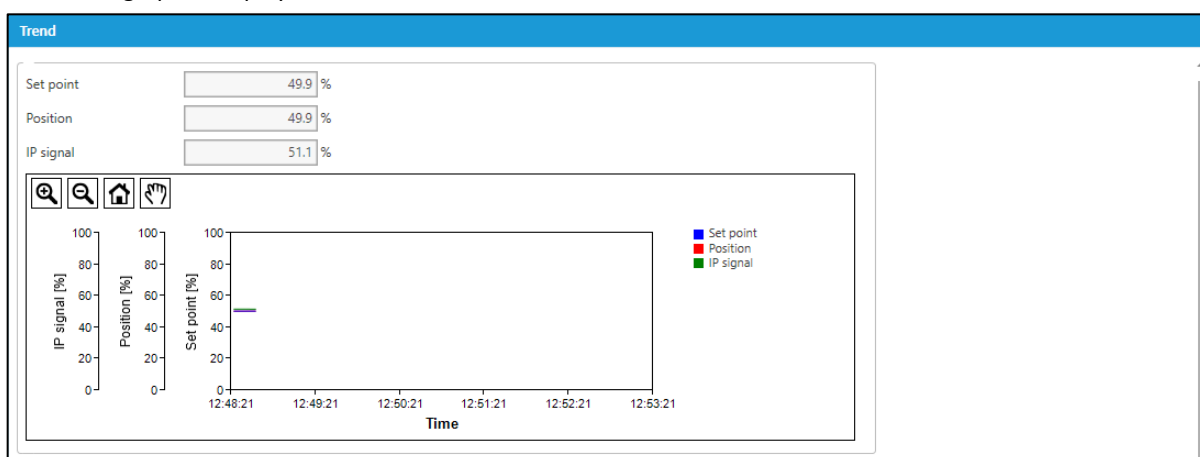 Trend
Set point 49.9 %
Position 49.9 %
IP signal 51.1 %
IP signal [%]
100
80
60
40
20
0
Position [%]
100
80
60
40
20
0
Set point [%]
100
80
60
40
20
0
12:48:21 12:49:21 12:50:21 12:51:21 12:52:21 12:53:21
Time
Set point
Position
IP signal